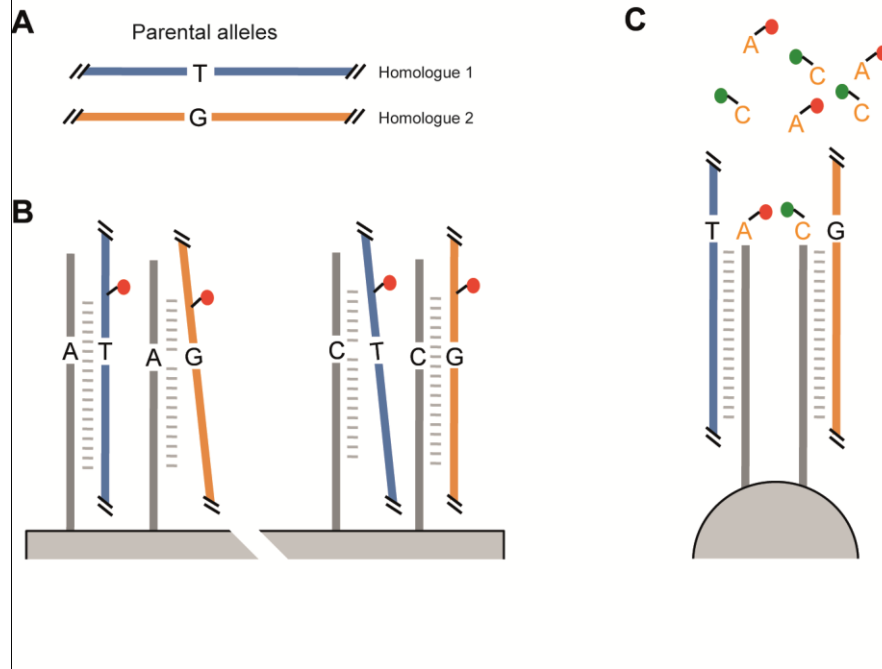 A
Parental alleles
T
Homologue 1
G
Homologue 2
B
A T A G C T C G
C
A
C
A
C
A
C
T A C G